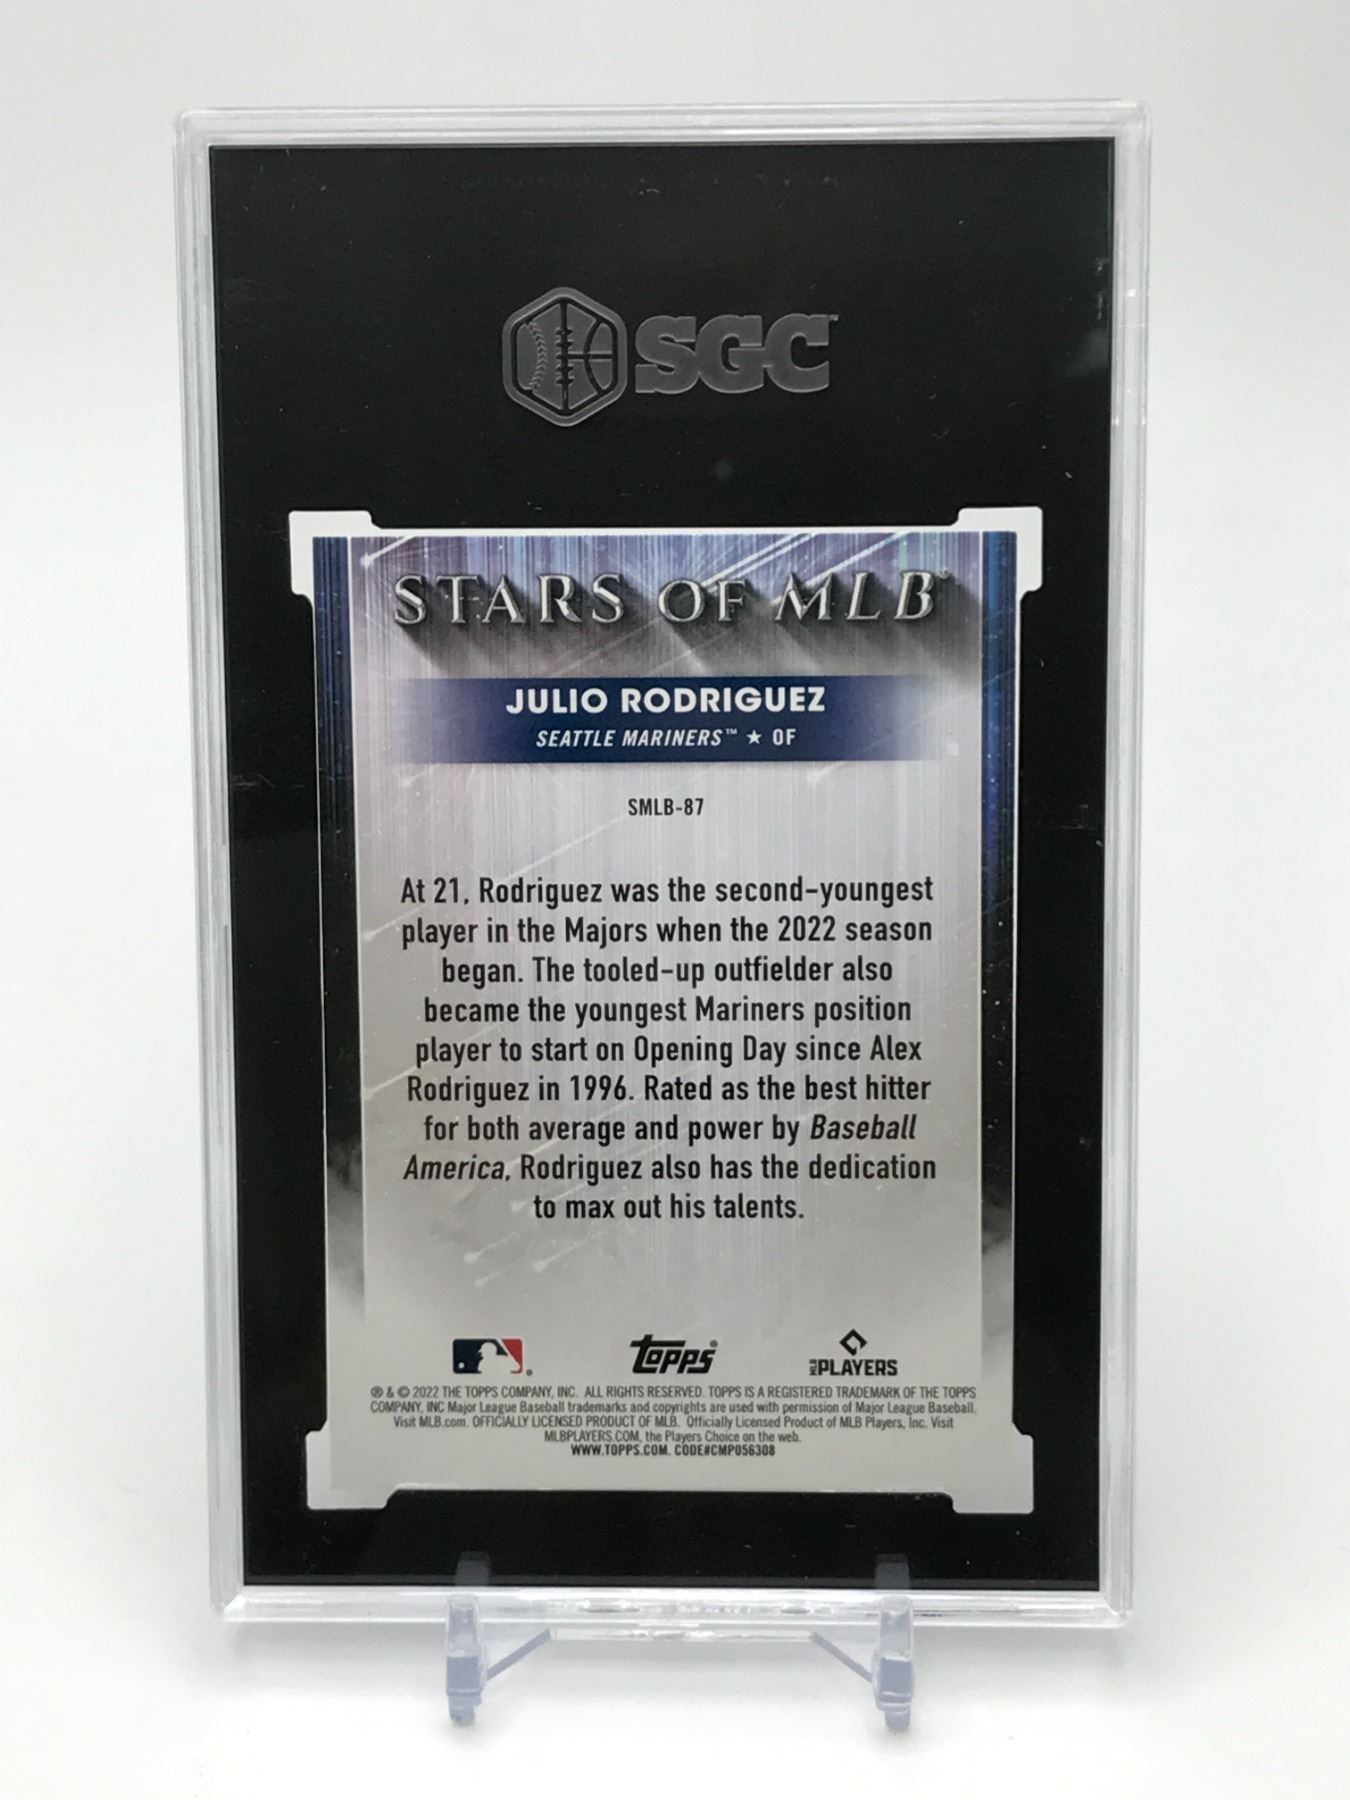 SGC™
STARS OF MLB®
JULIO RODRIGUEZ
SEATTLE MARINERS™ ★ OF
SMLB-87
At 21, Rodriguez was the second-youngest
player in the Majors when the 2022 season
began. The tooled-up outfielder also
became the youngest Mariners position
player to start on Opening Day since Alex
Rodriguez in 1996. Rated as the best hitter
for both average and power by Baseball
America, Rodriguez also has the dedication
to max out his talents.
topps®
MLB PLAYERS
® & © 2022 THE TOPPS COMPANY, INC. ALL RIGHTS RESERVED. TOPPS IS A REGISTERED TRADEMARK OF THE TOPPS
COMPANY, INC Major League Baseball trademarks and copyrights are used with permission of Major League Baseball.
Visit MLB.com. OFFICIALLY LICENSED PRODUCT OF MLB. Officially Licensed Product of MLB Players, Inc. Visit
MLBPLAYERS.COM, the Players Choice on the web.
WWW.TOPPS.COM. CODE#CMP056308